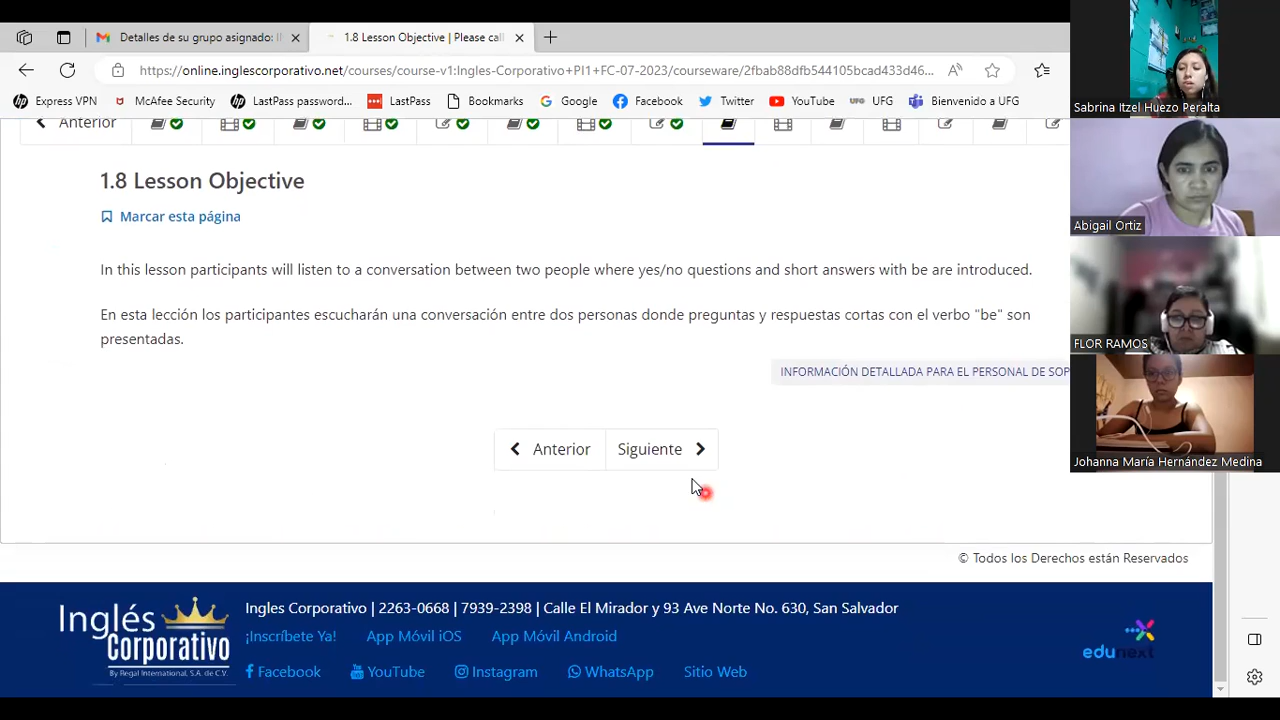 Detalles de su grupo asignado: I
1.8 Lesson Objective | Please call
https://online.inglescorporativo.net/courses/course-v1:Ingles-Corporativo+PI1+FC-07-2023/courseware/2fbab88dfb544105bcad433d46...
Express VPN
McAfee Security
LastPass password...
LastPass
Bookmarks
Google
Facebook
Twitter
YouTube
UFG
Bienvenido a UFG
Anterior
1.8 Lesson Objective
Marcar esta página
In this lesson participants will listen to a conversation between two people where yes/no questions and short answers with be are introduced.
En esta lección los participantes escucharán una conversación entre dos personas donde preguntas y respuestas cortas con el verbo "be" son
presentadas.
INFORMACIÓN DETALLADA PARA EL PERSONAL DE SOP
Anterior
Siguiente
© Todos los Derechos están Reservados
Inglés
Corporativo
By Regal International, S.A. de C.V.
Ingles Corporativo | 2263-0668 | 7939-2398 | Calle El Mirador y 93 Ave Norte No. 630, San Salvador
¡Inscríbete Ya!
App Móvil iOS
App Móvil Android
Facebook
YouTube
Instagram
WhatsApp
Sitio Web
edunext
Sabrina Itzel Huezo Peralta
Abigail Ortiz
FLOR RAMOS
Johanna María Hernández Medina